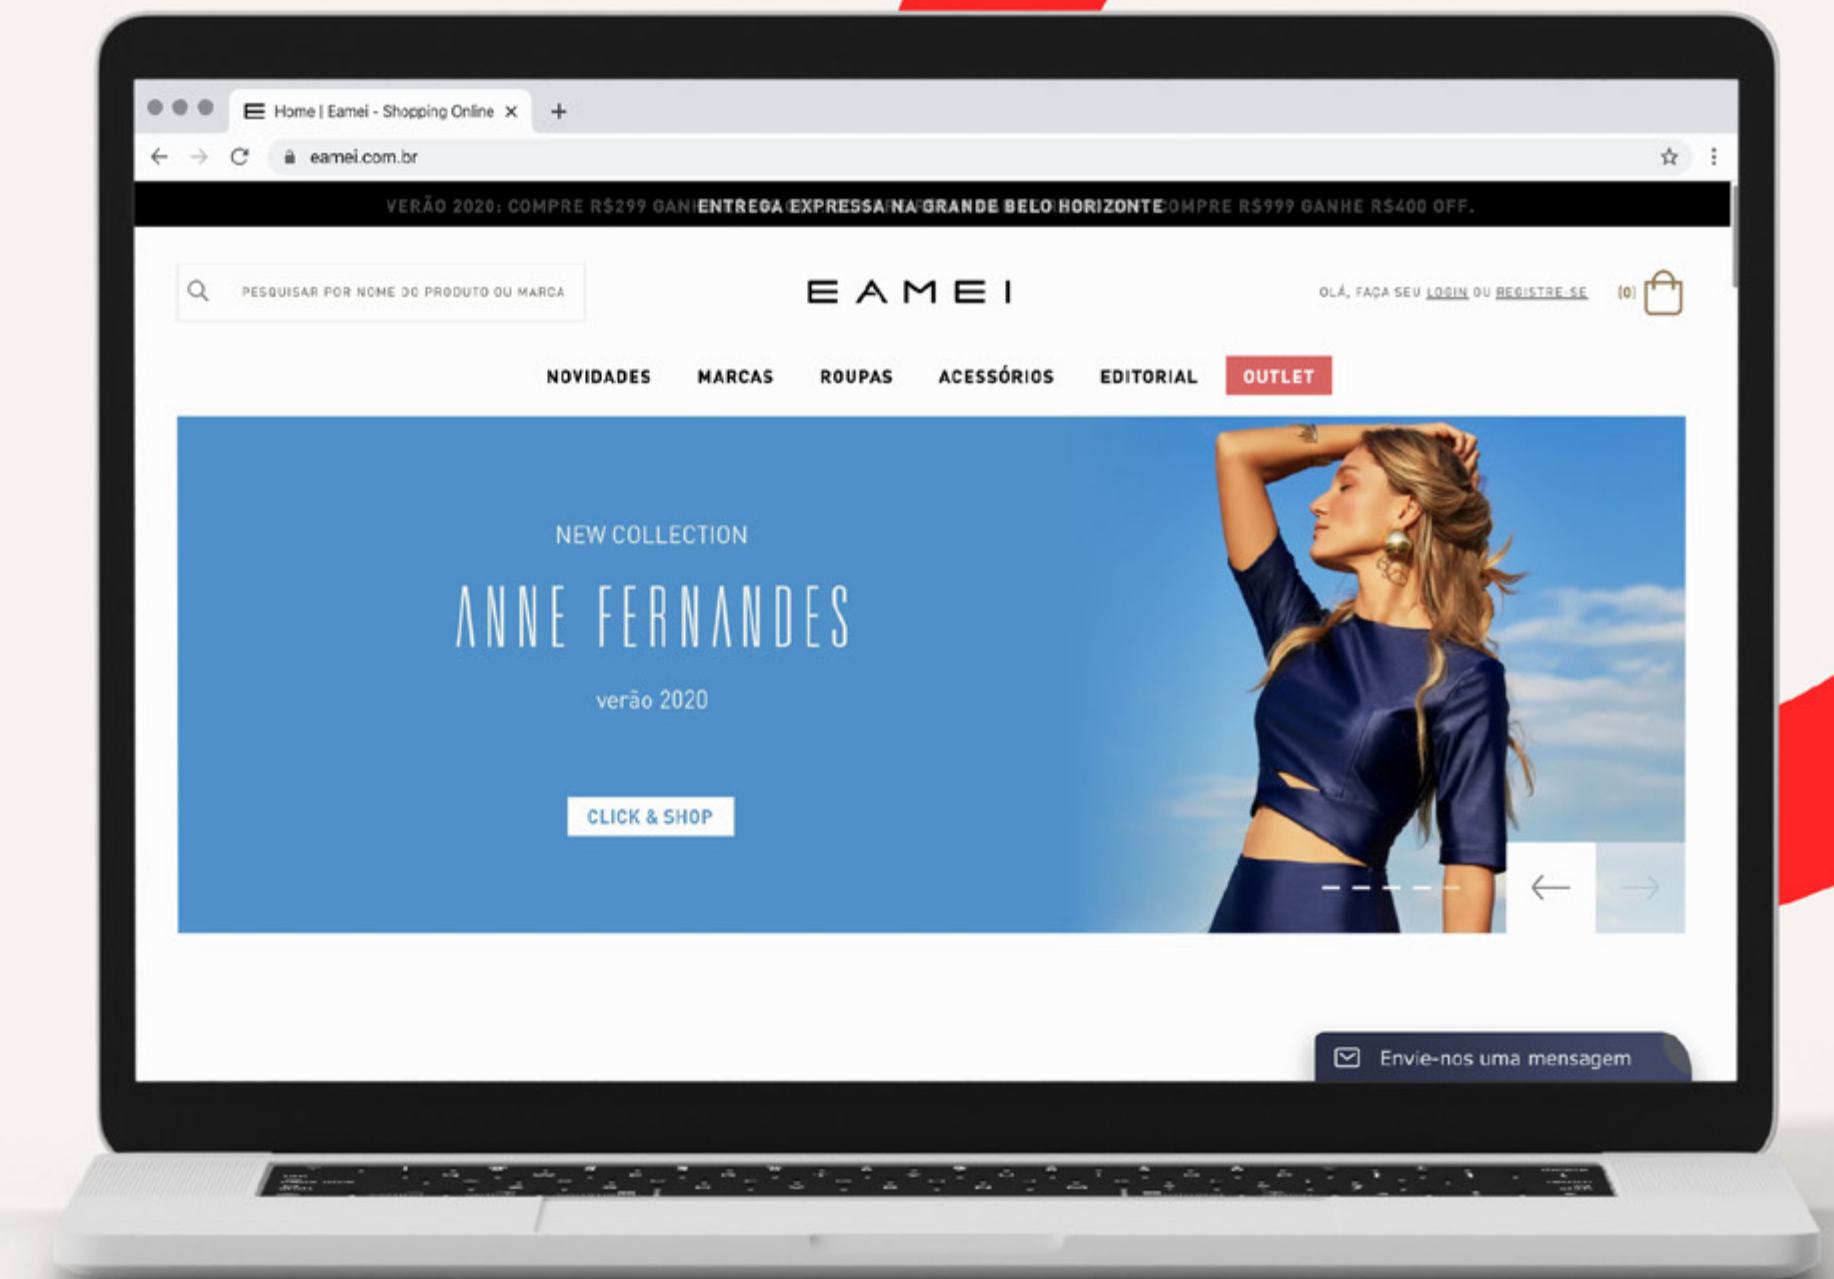 Home | Eamei - Shopping Online
eamei.com.br
VERÃO 2020: COMPRE R$299 COMPRE R$999 GANHE R$400 OFF.
ENTREGA EXPRESSA NA GRANDE BELO HORIZONTE
PESQUISAR POR NOME DO PRODUTO OU MARCA
EAMEI
OLÁ, FAÇA SEU LOGIN OU REGISTRE-SE (0)
NOVIDADES MARCAS ROUPAS ACESSÓRIOS EDITORIAL OUTLET
NEW COLLECTION
ANNE FERNANDES
verão 2020
CLICK & SHOP
Envie-nos uma mensagem